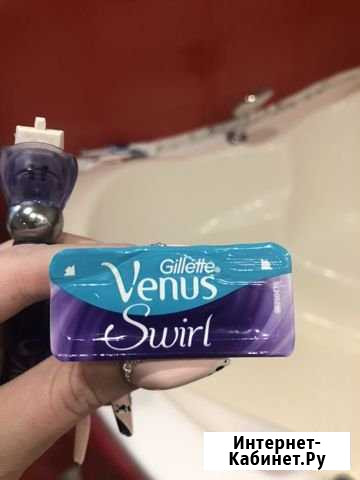 Gillette
Venus
Swirl
Интернет-
Кабинет.Ру